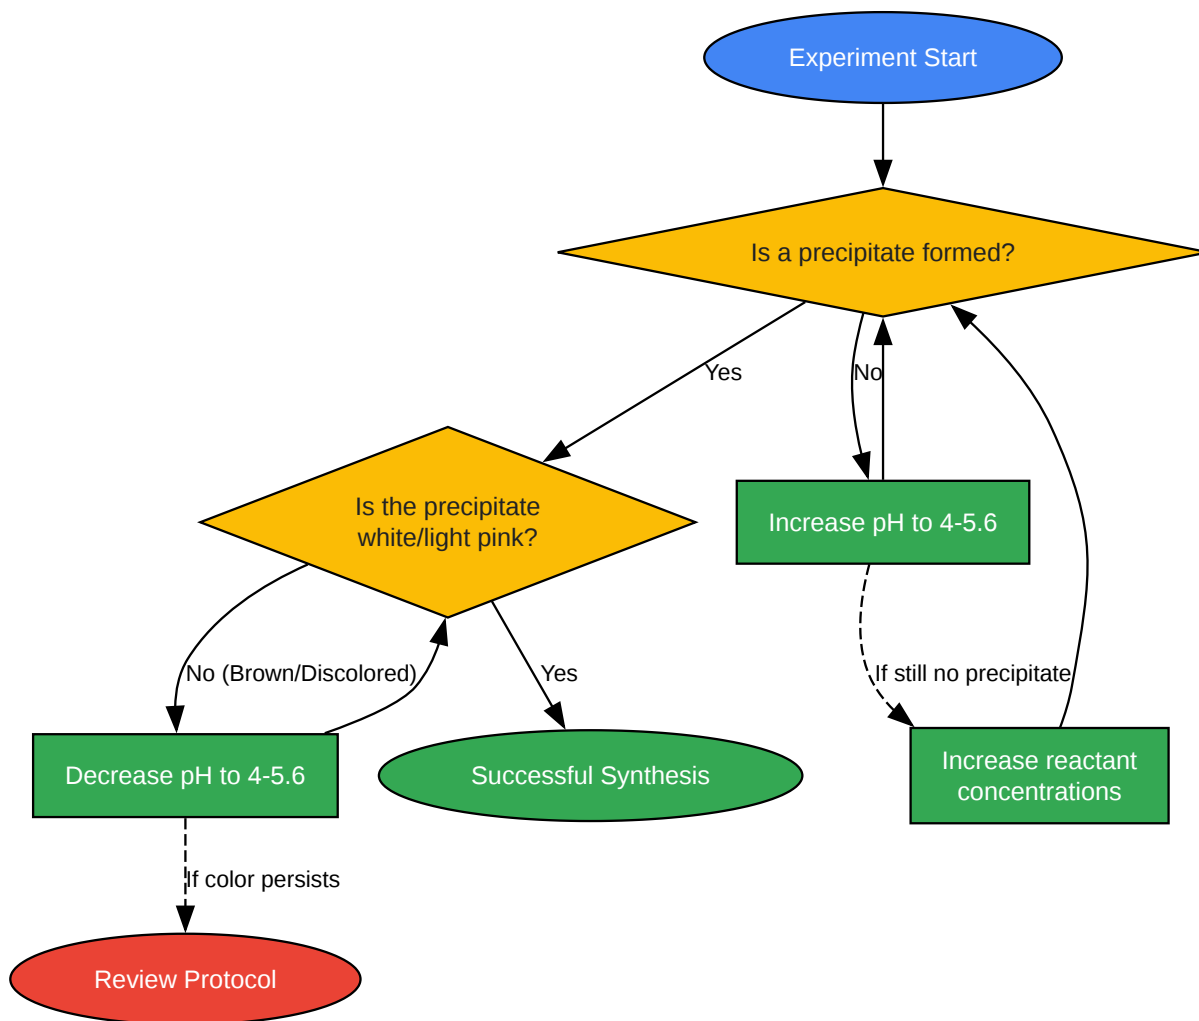 Experiment Start
Is a precipitate formed?
Yes
No
Is the precipitate
white/light pink?
Increase pH to 4-5.6
No (Brown/Discolored)
Yes
If still no precipitate
Decrease pH to 4-5.6
Successful Synthesis
Increase reactant
concentrations
If color persists
Review Protocol